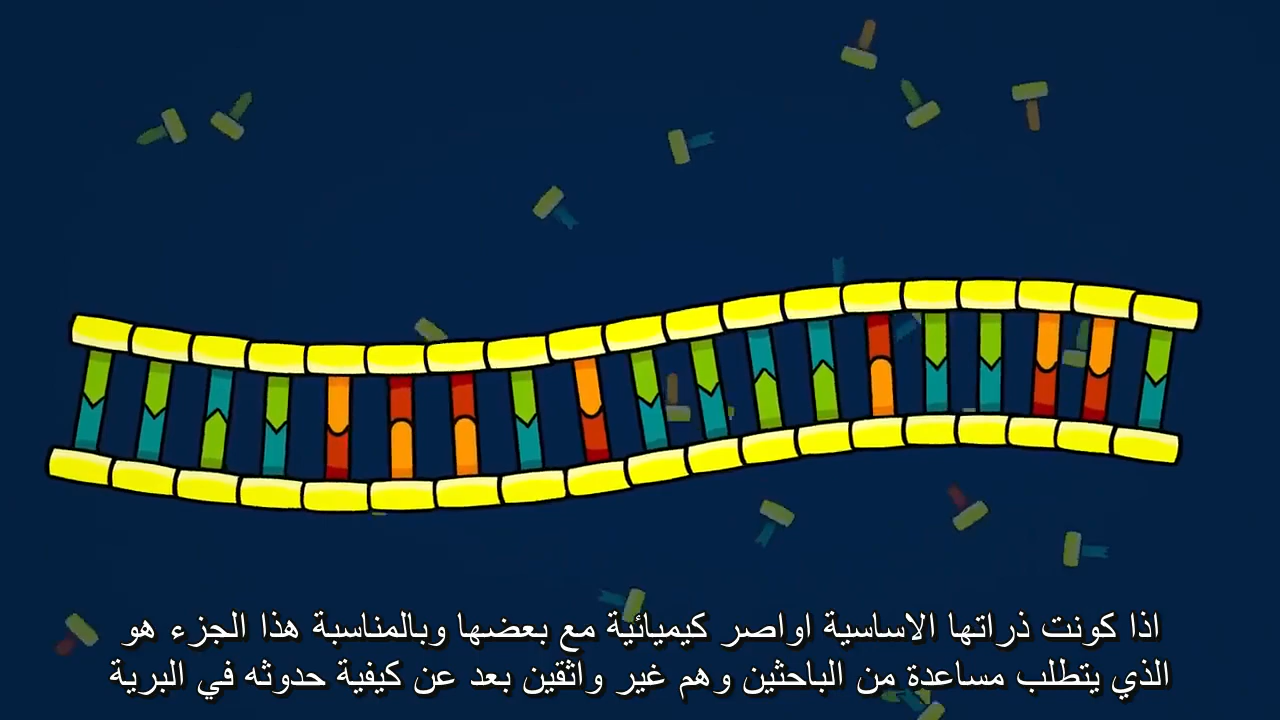 اذا كونت ذراتها الاساسية اواصر كيميائية مع بعضها وبالمناسبة هذا الجزء هو
الذي يتطلب مساعدة من الباحثين وهم غير واثقين بعد عن كيفية حدوثه في البرية